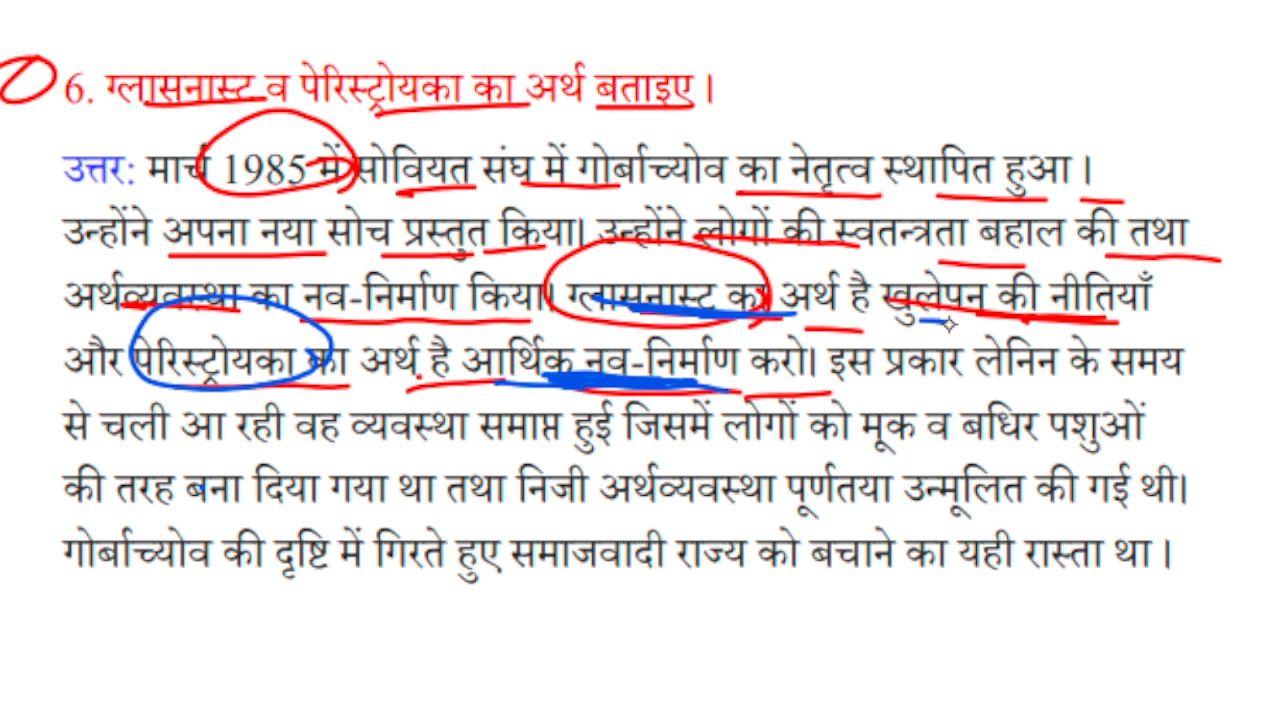 6. ग्लासनास्ट व पेरिस्ट्रोयका का अर्थ बताइए ।
उत्तर: मार्च 1985 में सोवियत संघ में गोर्बाच्योव का नेतृत्व स्थापित हुआ ।
उन्होंने अपना नया सोच प्रस्तुत किया। उन्होंने लोगों की स्वतन्त्रता बहाल की तथा
अर्थव्यवस्था का नव-निर्माण किया। ग्लासनास्ट का अर्थ है खुलेपन की नीतियाँ
और पेरिस्ट्रोयका का अर्थ है आर्थिक नव-निर्माण करो। इस प्रकार लेनिन के समय
से चली आ रही वह व्यवस्था समाप्त हुई जिसमें लोगों को मूक व बधिर पशुओं
की तरह बना दिया गया था तथा निजी अर्थव्यवस्था पूर्णतया उन्मूलित की गई थी।
गोर्बाच्योव की दृष्टि में गिरते हुए समाजवादी राज्य को बचाने का यही रास्ता था ।